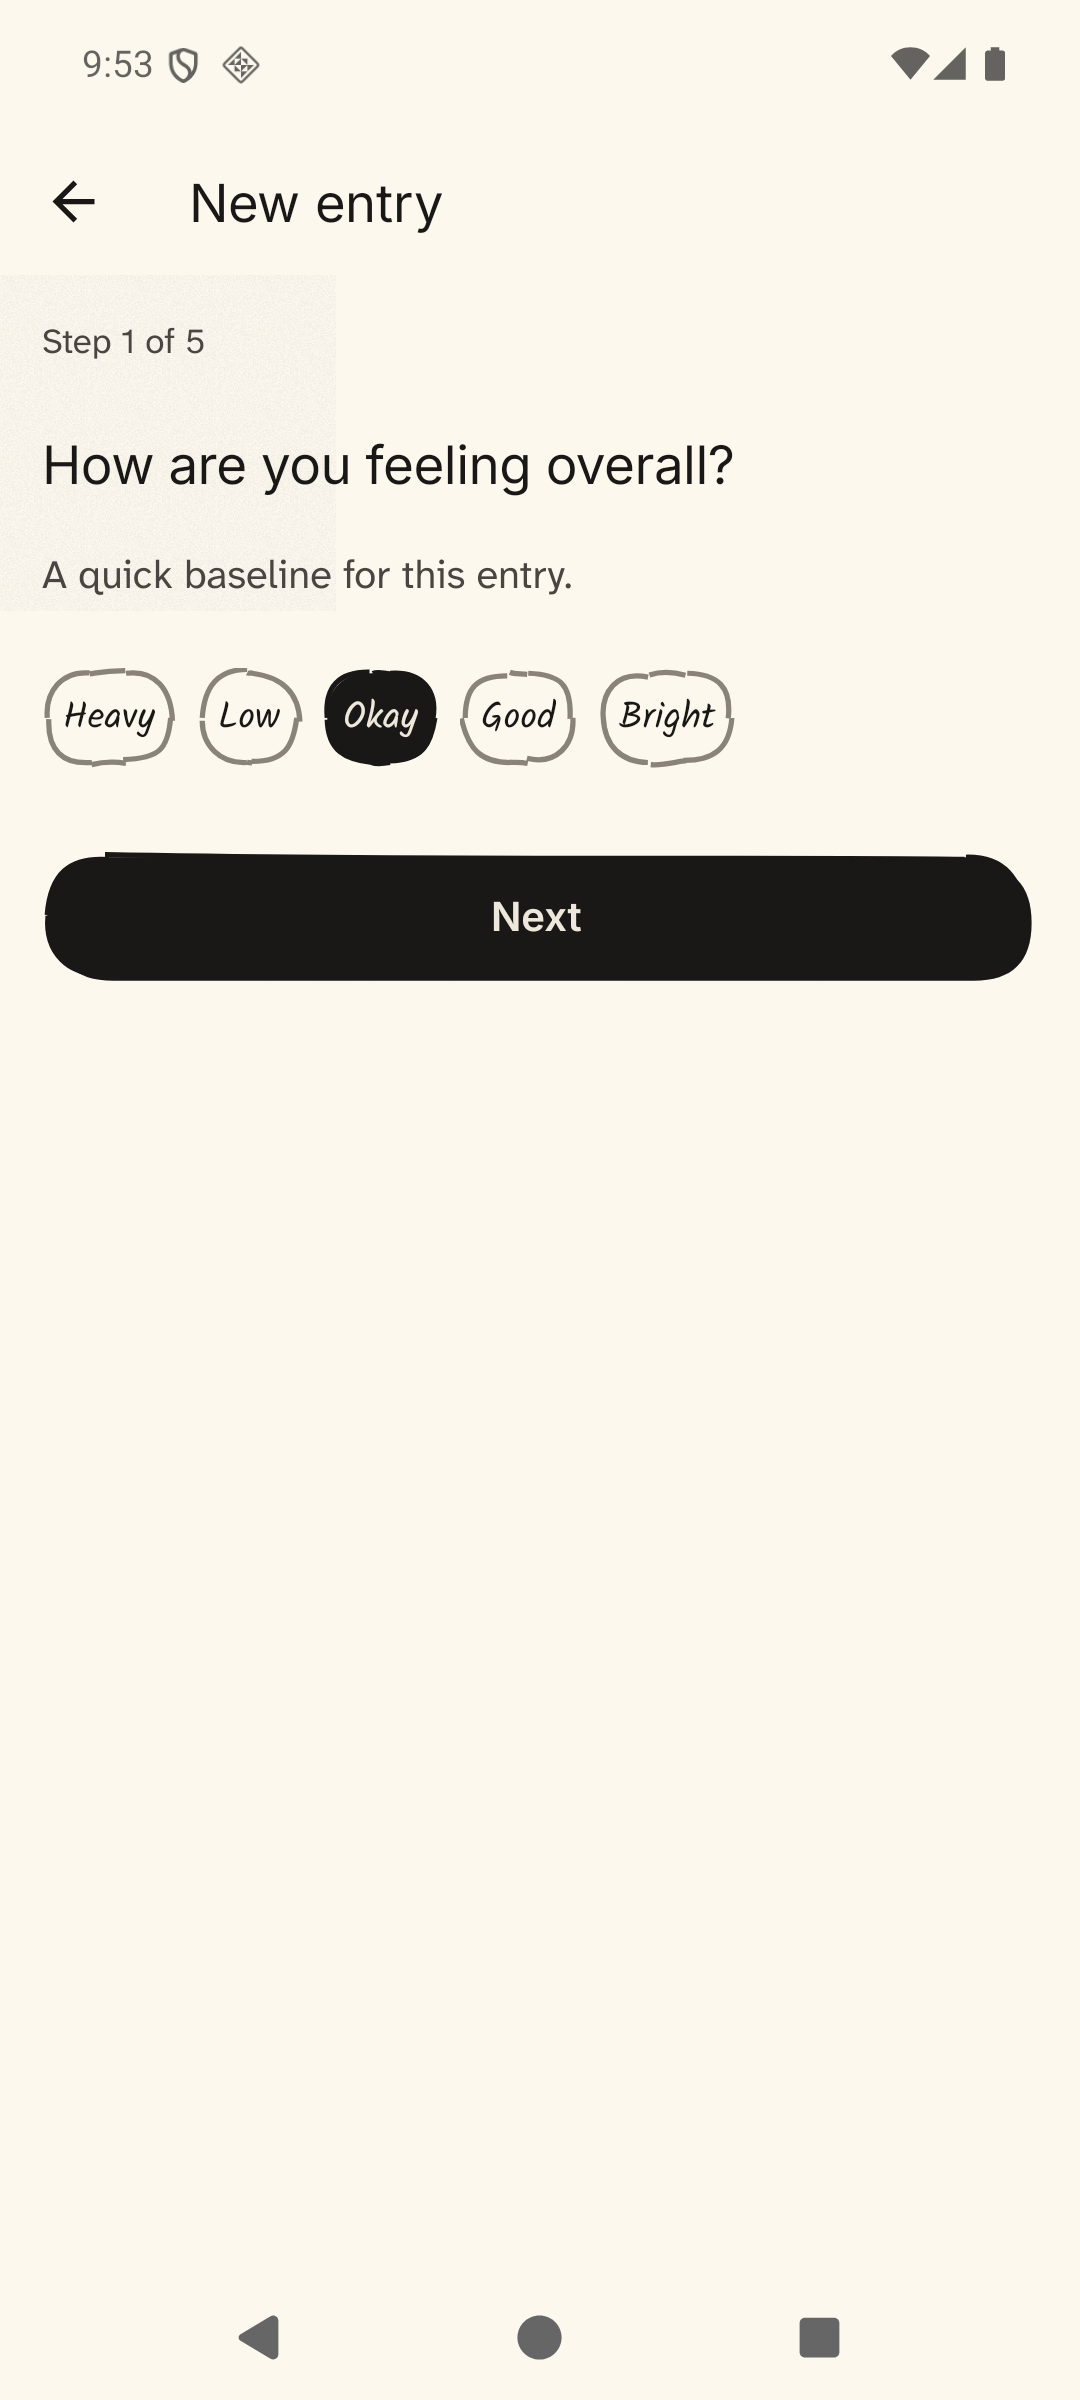 9:53
New entry
Step 1 of 5
How are you feeling overall?
A quick baseline for this entry.
Heavy Low Okay Good Bright
Next